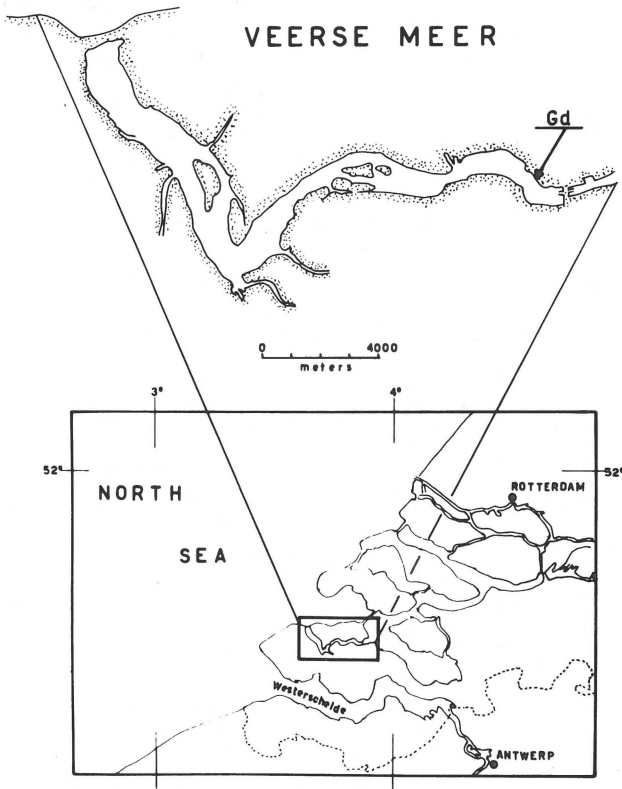 VEERSE MEER
Gd
0 4000
meters
3° 4°
52° 52°
ROTTERDAM
NORTH
SEA
Westerschelde
ANTWERP